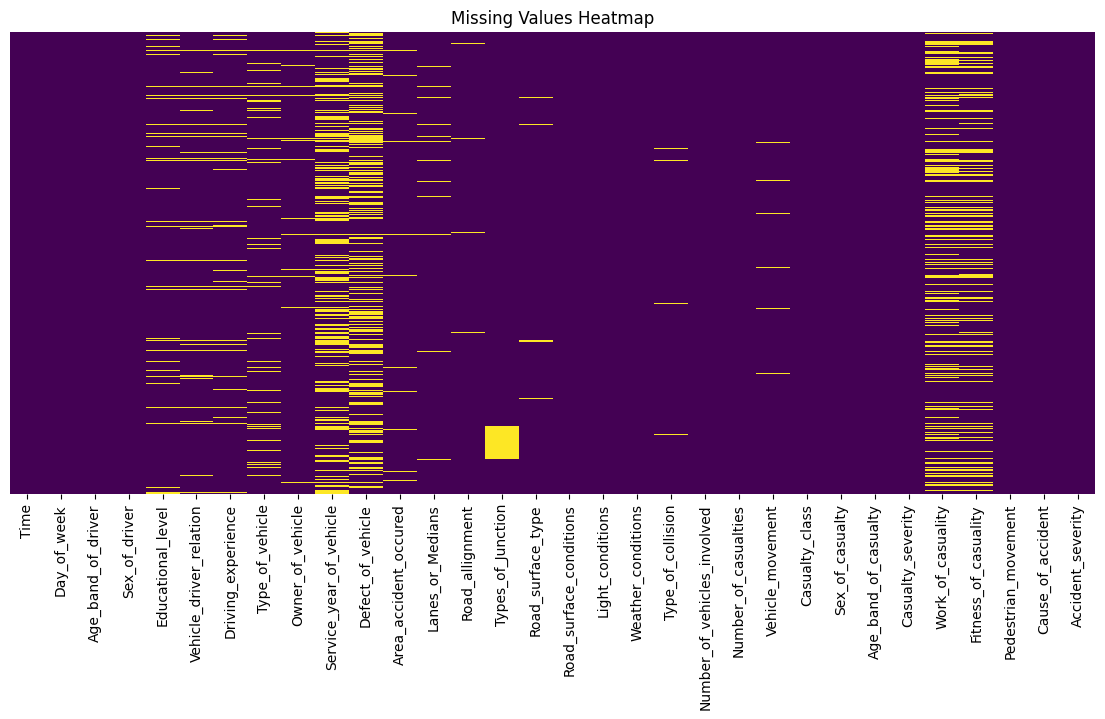 Missing Values Heatmap
Time
Day_of_week
Age_band_of_driver
Sex_of_driver
Educational_level
Vehicle_driver_relation
Driving_experience
Type_of_vehicle
Owner_of_vehicle
Service_year_of_vehicle
Defect_of_vehicle
Area_accident_occured
Lanes_or_Medians
Road_allignment
Types_of_Junction
Road_surface_type
Road_surface_conditions
Light_conditions
Weather_conditions
Type_of_collision
Number_of_vehicles_involved
Number_of_casualties
Vehicle_movement
Casualty_class
Sex_of_casualty
Age_band_of_casualty
Casualty_severity
Work_of_casuality
Fitness_of_casuality
Pedestrian_movement
Cause_of_accident
Accident_severity